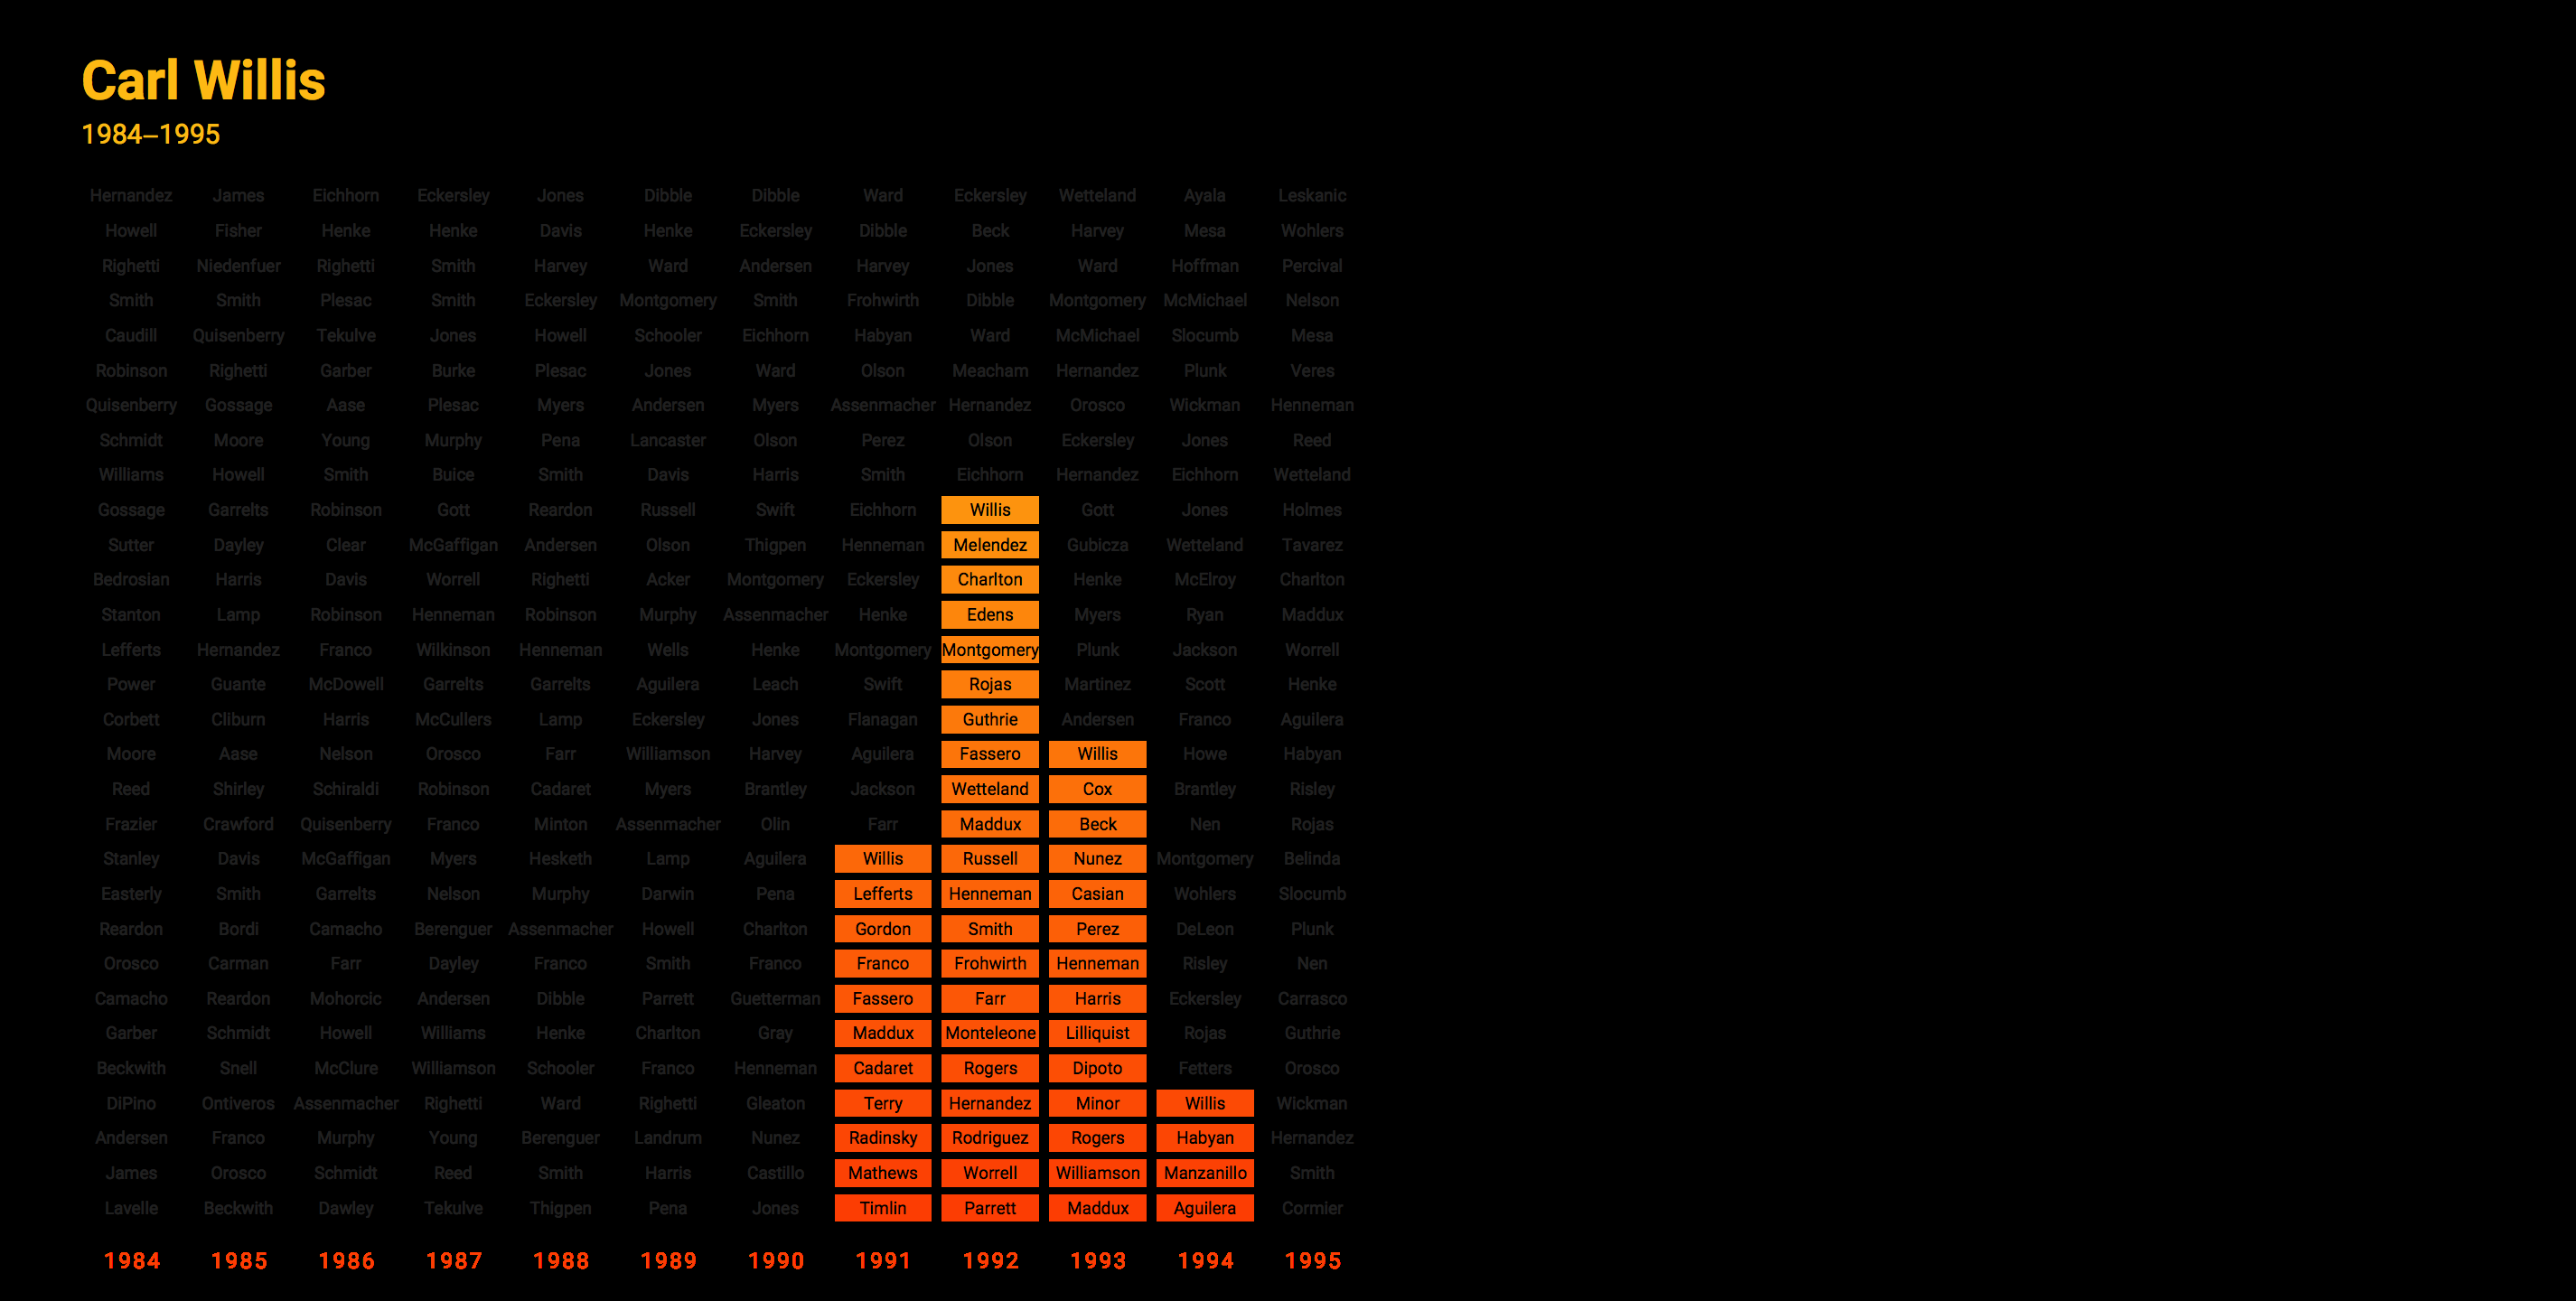 Carl Willis
1984–1995
Hernandez James Eichhorn Eckersley Jones Dibble Dibble Ward Eckersley Wetteland Ayala Leskanic
Howell Fisher Henke Henke Davis Henke Eckersley Dibble Beck Harvey Mesa Wohlers
Righetti Niedenfuer Righetti Smith Harvey Ward Andersen Harvey Jones Ward Hoffman Percival
Smith Smith Plesac Smith Eckersley Montgomery Smith Frohwirth Dibble Montgomery McMichael Nelson
Caudill Quisenberry Tekulve Jones Howell Schooler Eichhorn Habyan Ward McMichael Slocumb Mesa
Robinson Righetti Garber Burke Plesac Jones Ward Olson Meacham Hernandez Plunk Veres
Quisenberry Gossage Aase Plesac Myers Andersen Myers Assenmacher Hernandez Orosco Wickman Henneman
Schmidt Moore Young Murphy Pena Lancaster Olson Perez Olson Eckersley Jones Reed
Williams Howell Smith Buice Smith Davis Harris Smith Eichhorn Hernandez Eichhorn Wetteland
Gossage Garrelts Robinson Gott Reardon Russell Swift Eichhorn Willis Gott Jones Holmes
Sutter Dayley Clear McGaffigan Andersen Olson Thigpen Henneman Melendez Gubicza Wetteland Tavarez
Bedrosian Harris Davis Worrell Righetti Acker Montgomery Eckersley Charlton Henke McElroy Charlton
Stanton Lamp Robinson Henneman Robinson Murphy Assenmacher Henke Edens Myers Ryan Maddux
Lefferts Hernandez Franco Wilkinson Henneman Wells Henke Montgomery Montgomery Plunk Jackson Worrell
Power Guante McDowell Garrelts Garrelts Aguilera Leach Swift Rojas Martinez Scott Henke
Corbett Cliburn Harris McCullers Lamp Eckersley Jones Flanagan Guthrie Andersen Franco Aguilera
Moore Aase Nelson Orosco Farr Williamson Harvey Aguilera Fassero Willis Howe Habyan
Reed Shirley Schiraldi Robinson Cadaret Myers Brantley Jackson Wetteland Cox Brantley Risley
Frazier Crawford Quisenberry Franco Minton Assenmacher Olin Farr Maddux Beck Nen Rojas
Stanley Davis McGaffigan Myers Hesketh Lamp Aguilera Willis Russell Nunez Montgomery Belinda
Easterly Smith Garrelts Nelson Murphy Darwin Pena Lefferts Henneman Casian Wohlers Slocumb
Reardon Bordi Camacho Berenguer Assenmacher Howell Charlton Gordon Smith Perez DeLeon Plunk
Orosco Carman Farr Dayley Franco Smith Franco Franco Frohwirth Henneman Risley Nen
Camacho Reardon Mohorcic Andersen Dibble Parrett Guetterman Fassero Farr Harris Eckersley Carrasco
Garber Schmidt Howell Williams Henke Charlton Gray Maddux Monteleone Lilliquist Rojas Guthrie
Beckwith Snell McClure Williamson Schooler Franco Henneman Cadaret Rogers Dipoto Fetters Orosco
DiPino Ontiveros Assenmacher Righetti Ward Righetti Gleaton Terry Hernandez Minor Willis Wickman
Andersen Franco Murphy Young Berenguer Landrum Nunez Radinsky Rodriguez Rogers Habyan Hernandez
James Orosco Schmidt Reed Smith Harris Castillo Mathews Worrell Williamson Manzanillo Smith
Lavelle Beckwith Dawley Tekulve Thigpen Pena Jones Timlin Parrett Maddux Aguilera Cormier
1984 1985 1986 1987 1988 1989 1990 1991 1992 1993 1994 1995